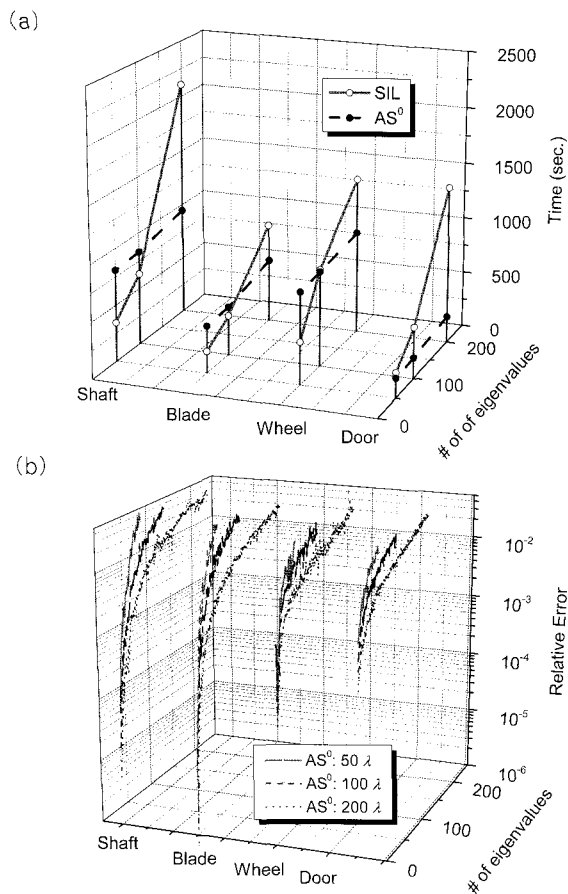 (a)
2500
2000
1500
1000
500
0
Time (sec.)
SIL
AS⁰
Shaft
Blade
Wheel
Door
0
100
200
# of of eigenvalues
(b)
10⁻²
10⁻³
10⁻⁴
10⁻⁵
10⁻⁶
Relative Error
AS⁰: 50 λ
AS⁰: 100 λ
AS⁰: 200 λ
Shaft
Blade
Wheel
Door
0
100
200
# of eigenvalues